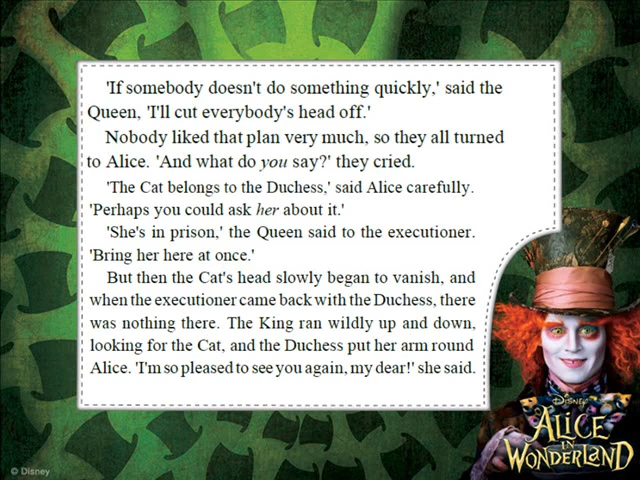 'If somebody doesn't do something quickly,' said the
Queen, 'I'll cut everybody's head off.'
Nobody liked that plan very much, so they all turned
to Alice. 'And what do you say?' they cried.
'The Cat belongs to the Duchess,' said Alice carefully.
'Perhaps you could ask her about it.'
'She's in prison,' the Queen said to the executioner.
'Bring her here at once.'
But then the Cat's head slowly began to vanish, and
when the executioner came back with the Duchess, there
was nothing there. The King ran wildly up and down,
looking for the Cat, and the Duchess put her arm round
Alice. 'I'm so pleased to see you again, my dear!' she said.
DISNEY
ALICE
IN
WONDERLAND
© Disney